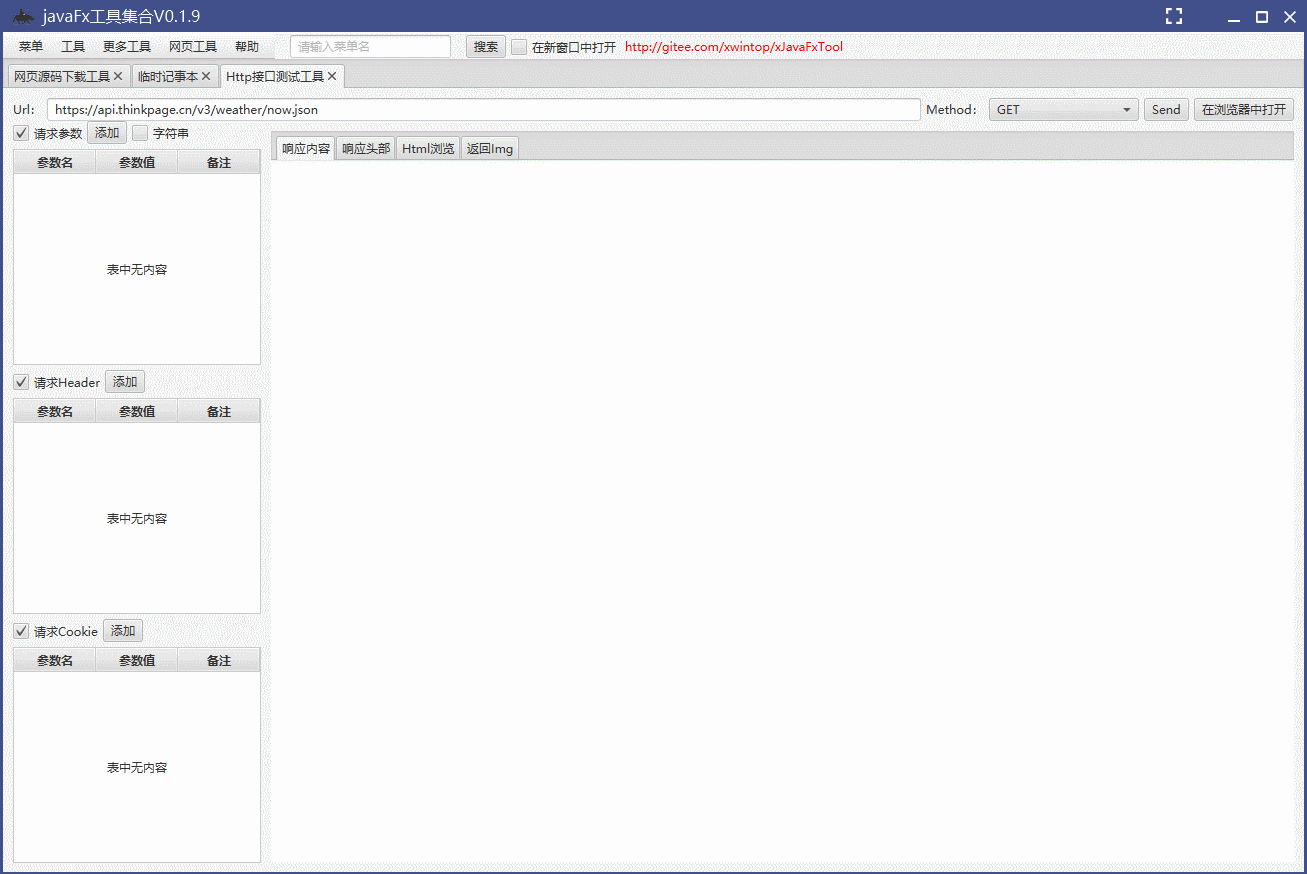 javaFx工具集合V0.1.9
菜单 工具 更多工具 网页工具 帮助 请输入菜单名 搜索 在新窗口中打开 http://gitee.com/xwintop/xJavaFxTool
网页源码下载工具 临时记事本 Http接口测试工具
Url: https://api.thinkpage.cn/v3/weather/now.json Method: GET Send 在浏览器中打开
请求参数 添加 字符串
响应内容 响应头部 Html浏览 返回Img
参数名 参数值 备注
表中无内容
请求Header 添加
参数名 参数值 备注
表中无内容
请求Cookie 添加
参数名 参数值 备注
表中无内容